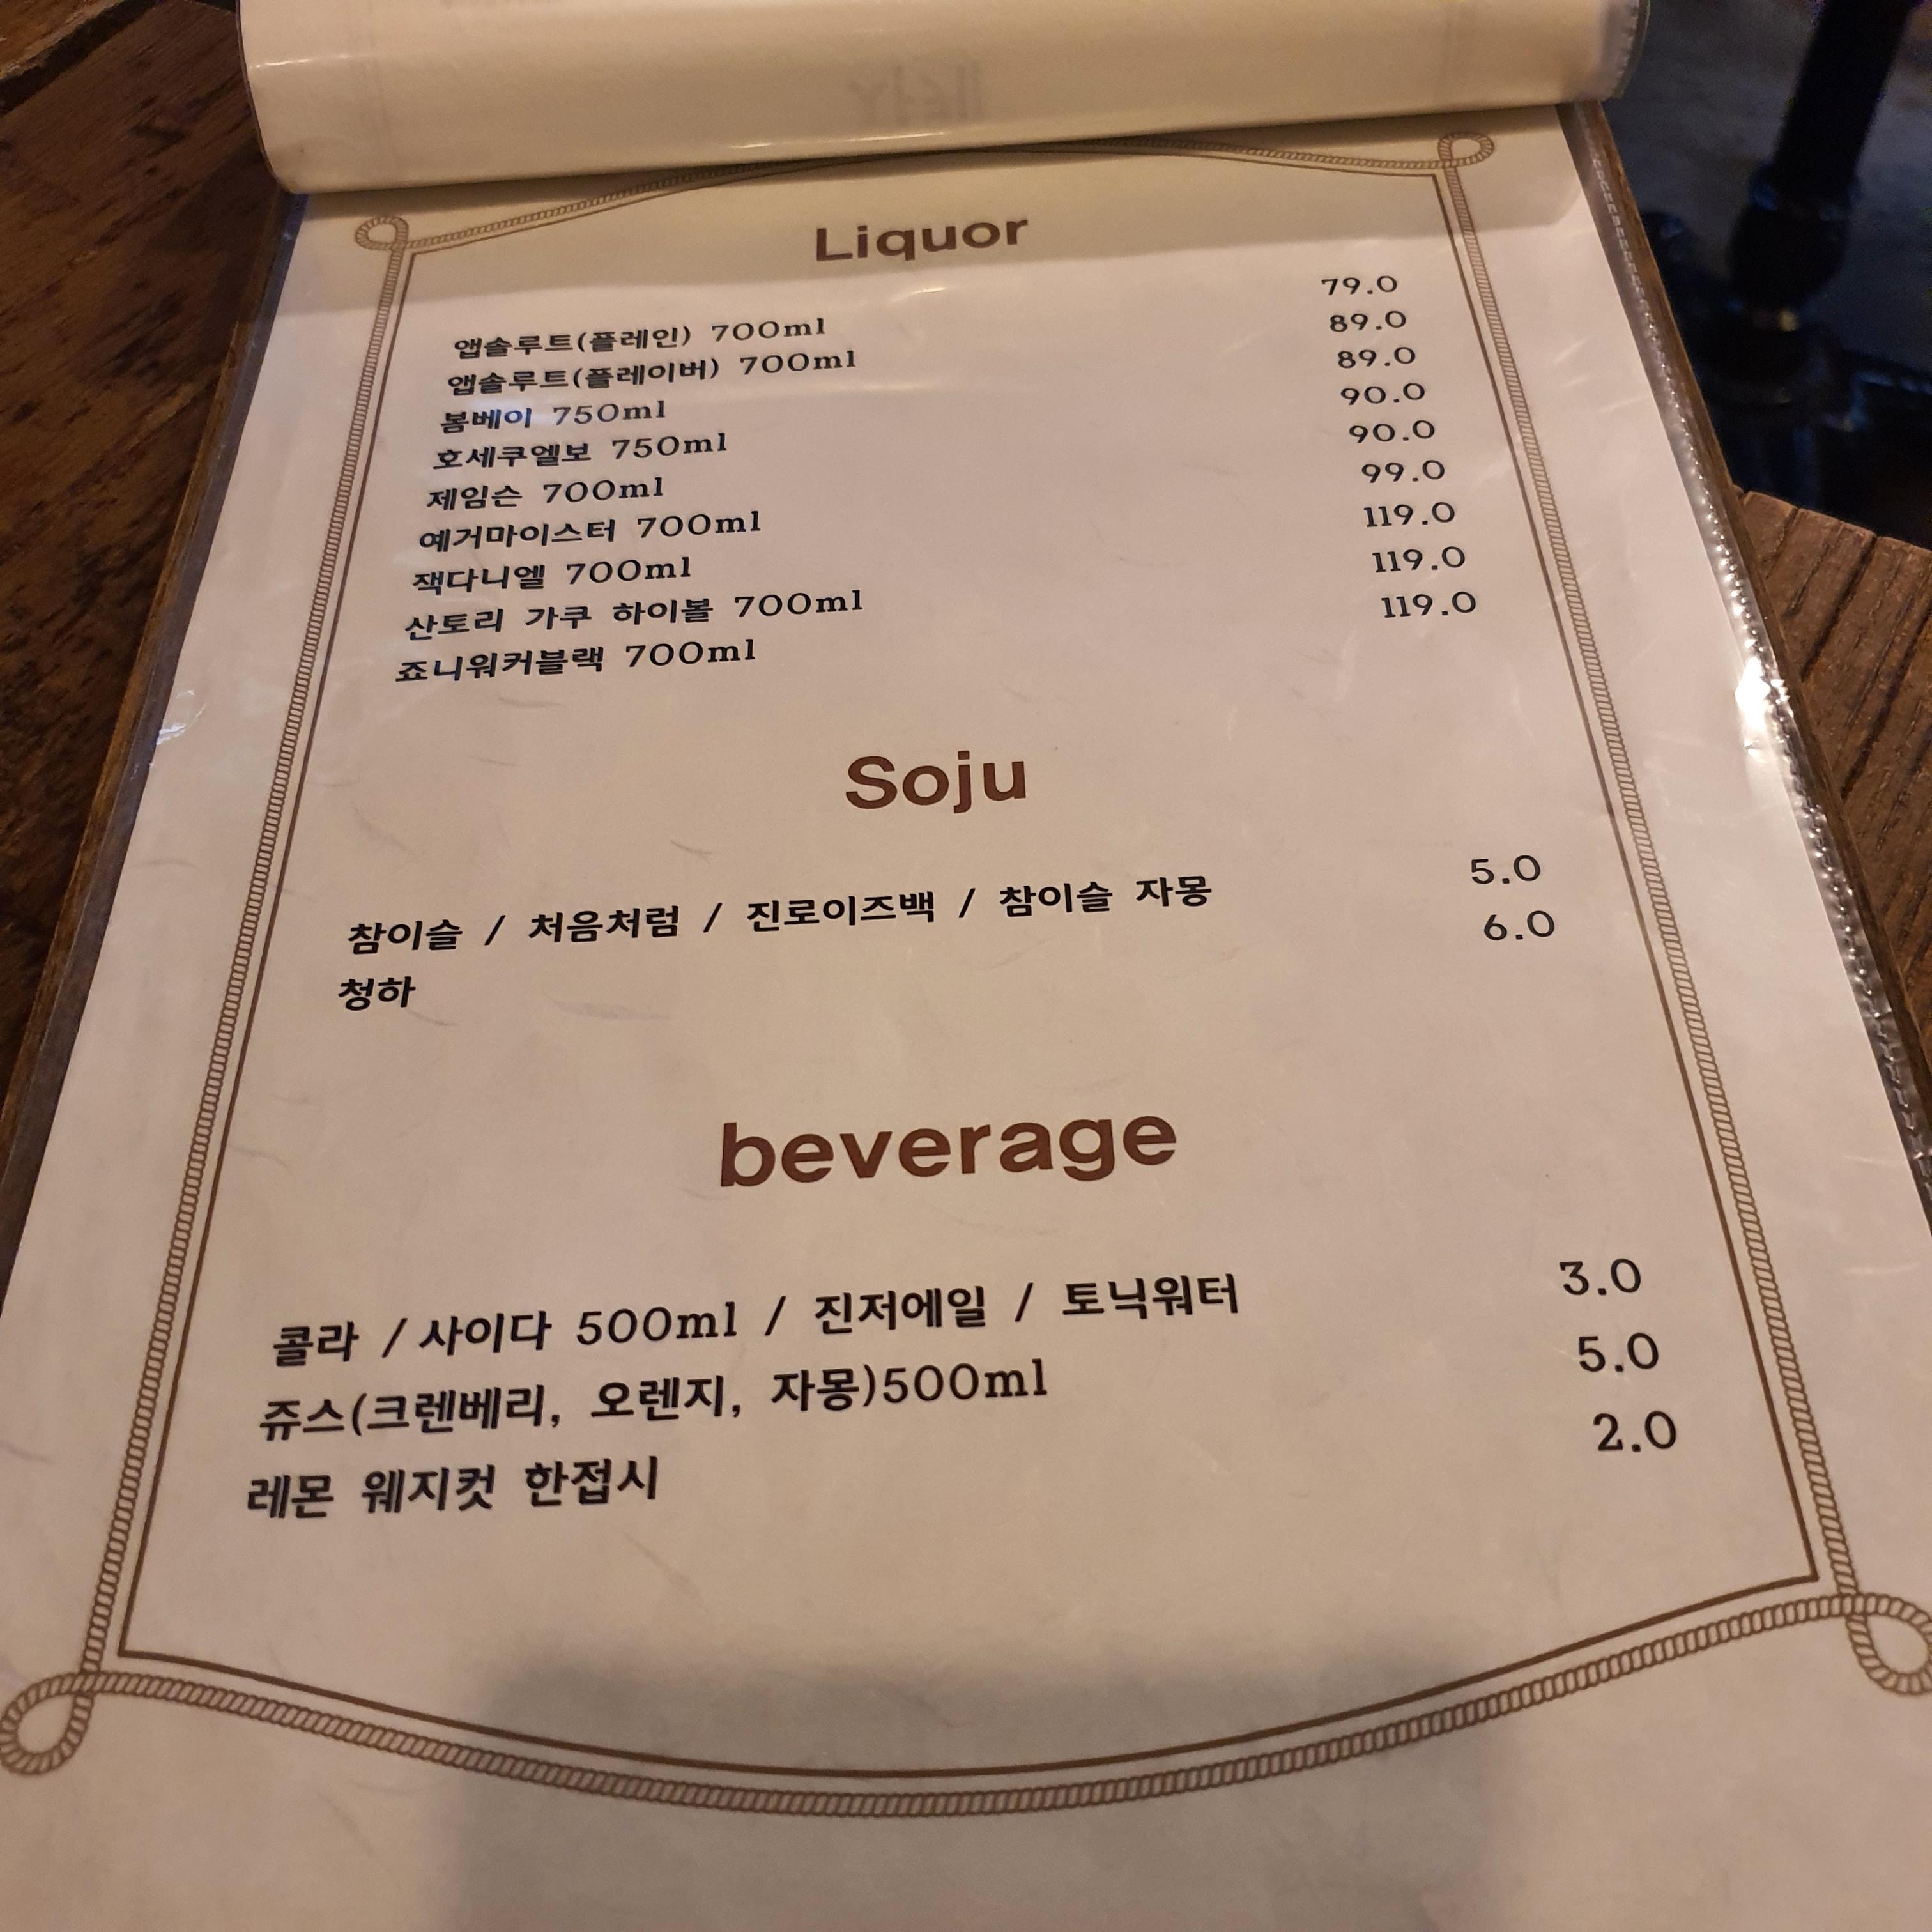 Liquor
앱솔루트(플레인) 700ml 79.0
앱솔루트(플레이버) 700ml 89.0
봄베이 750ml 89.0
호세쿠엘보 750ml 90.0
제임슨 700ml 90.0
예거마이스터 700ml 99.0
잭다니엘 700ml 119.0
산토리 가쿠 하이볼 700ml 119.0
죠니워커블랙 700ml 119.0
Soju
참이슬 / 처음처럼 / 진로이즈백 / 참이슬 자몽 5.0
청하 6.0
beverage
콜라 / 사이다 500ml / 진저에일 / 토닉워터 3.0
쥬스(크렌베리, 오렌지, 자몽)500ml 5.0
레몬 웨지컷 한접시 2.0